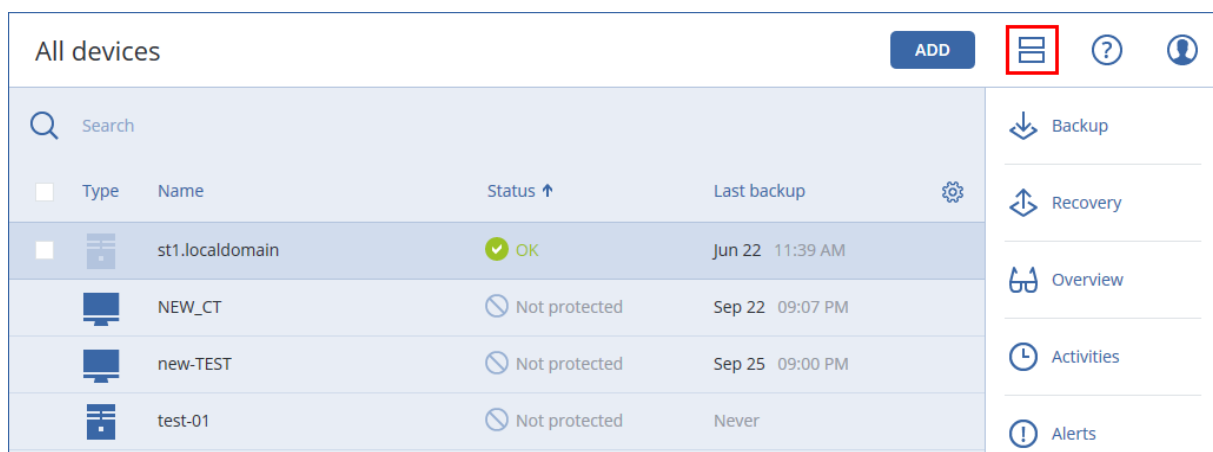 All devices ADD ?
Search
Type Name Status ↑ Last backup
st1.localdomain OK Jun 22 11:39 AM
NEW_CT Not protected Sep 22 09:07 PM
new-TEST Not protected Sep 25 09:00 PM
test-01 Not protected Never
Backup
Recovery
Overview
Activities
Alerts